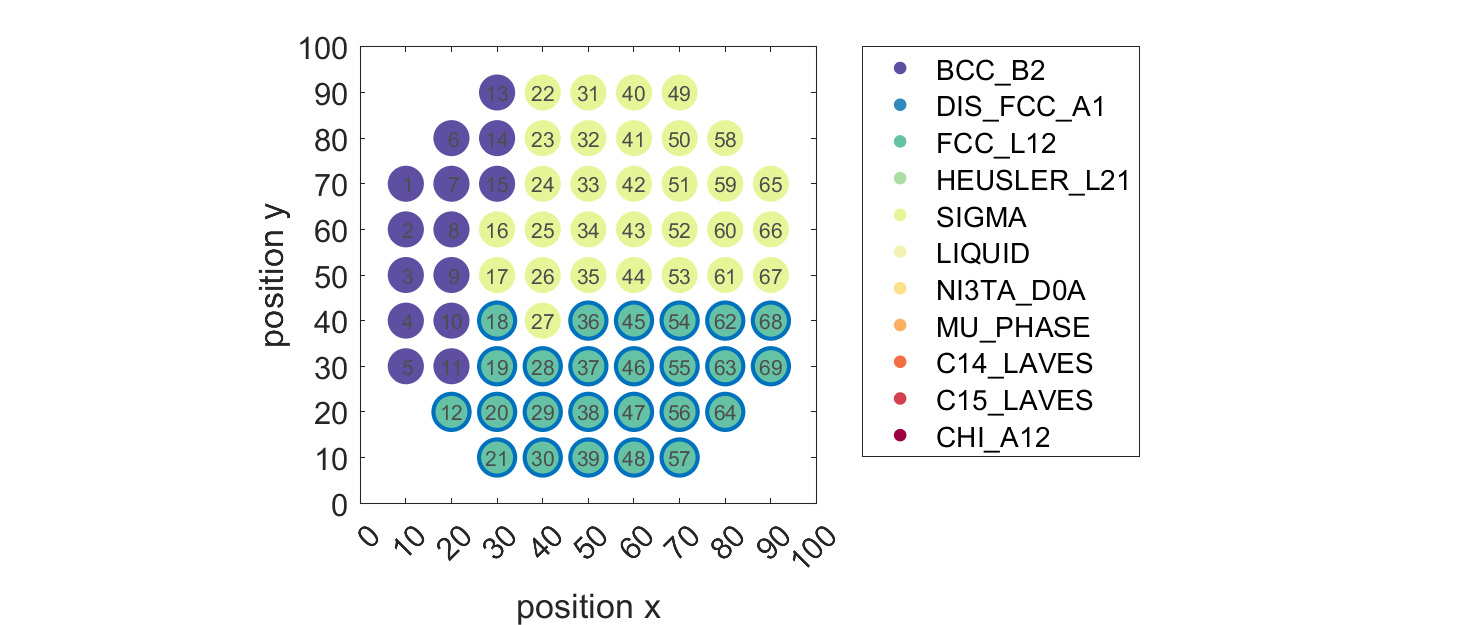 100
90
80
70
60
50
40
30
20
10
0
position y
13 22 31 40 49
6 14 23 32 41 50 58
1 7 15 24 33 42 51 59 65
2 8 16 25 34 43 52 60 66
3 9 17 26 35 44 53 61 67
4 10 18 27 36 45 54 62 68
5 11 19 28 37 46 55 63 69
12 20 29 38 47 56 64
21 30 39 48 57
0 10 20 30 40 50 60 70 80 90 100
position x
BCC_B2
DIS_FCC_A1
FCC_L12
HEUSLER_L21
SIGMA
LIQUID
NI3TA_D0A
MU_PHASE
C14_LAVES
C15_LAVES
CHI_A12